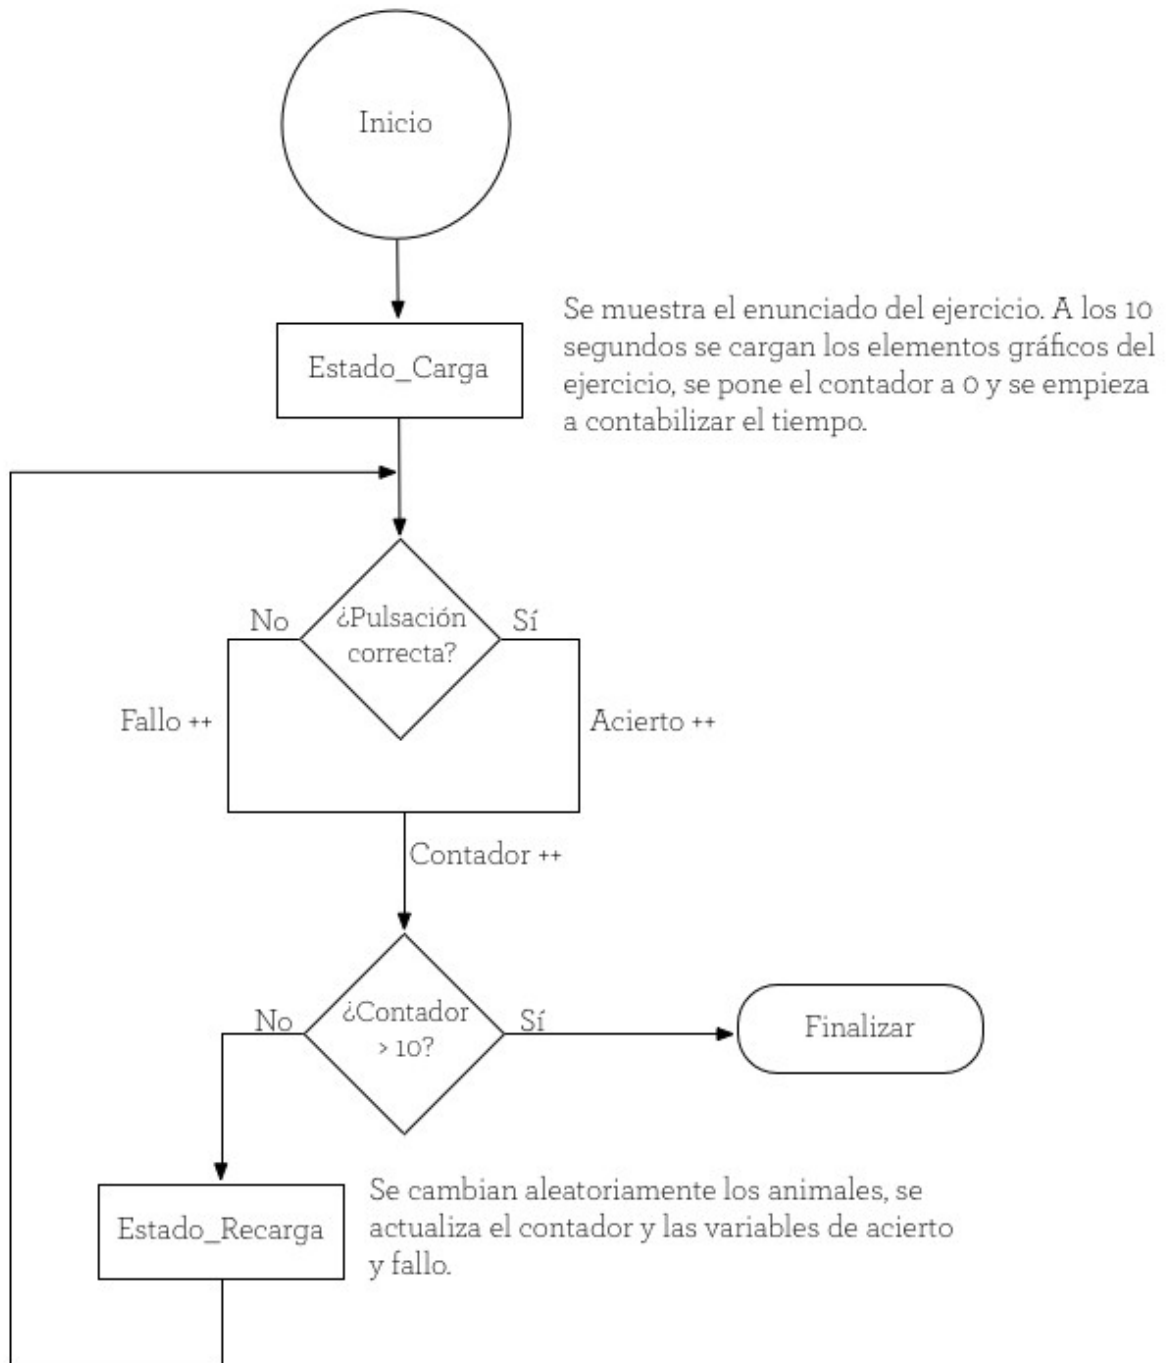 Inicio
Se muestra el enunciado del ejercicio. A los 10
segundos se cargan los elementos gráficos del
ejercicio, se pone el contador a 0 y se empieza
a contabilizar el tiempo.
Estado_Carga
No
¿Pulsación
correcta?
Sí
Fallo ++
Acierto ++
Contador ++
No
¿Contador
> 10?
Sí
Finalizar
Estado_Recarga
Se cambian aleatoriamente los animales, se
actualiza el contador y las variables de acierto
y fallo.